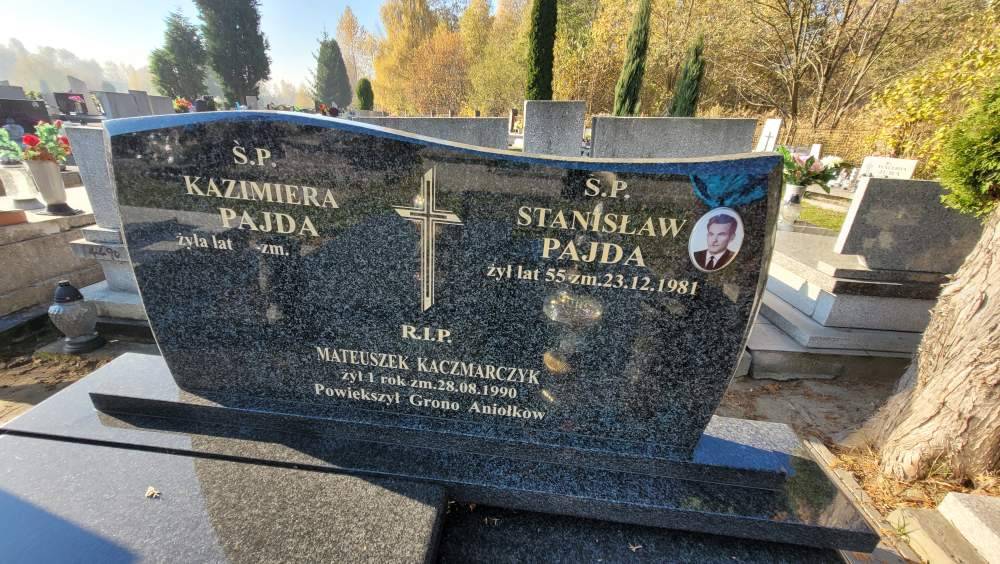 Ś.P.
KAZIMIERA
PAJDA
żyła lat -zm.
Ś.P.
STANISŁAW
PAJDA
żył lat 55 zm.23.12.1981
R.I.P.
MATEUSZEK KACZMARCZYK
żył 1 rok zm.28.08.1990
Powiekszył Grono Aniołkow